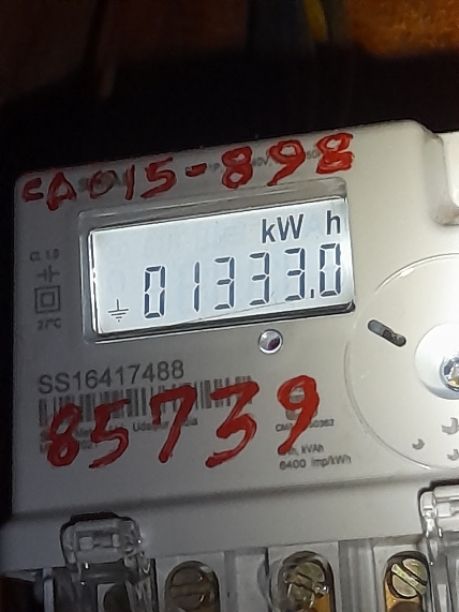 CA015-898
kW h
01333.0
CL 1.0
27°C
SS16417488
85739
6400 imp/kWh